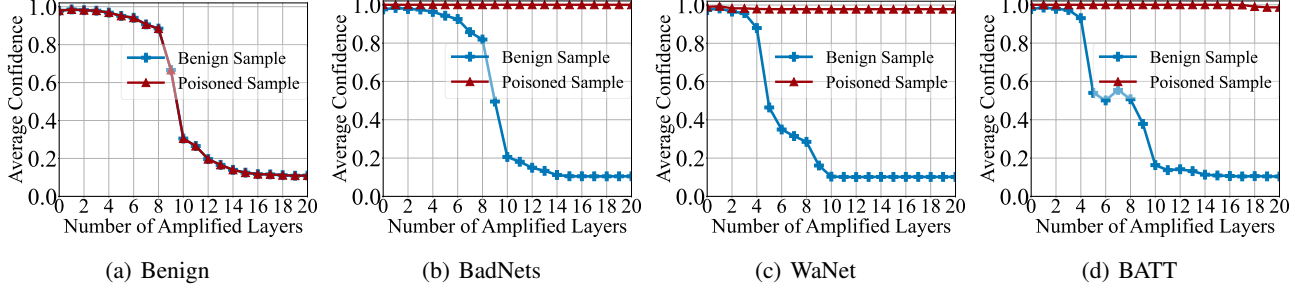 Average Confidence
1.0
0.8
0.6
0.4
0.2
0.0
Benign Sample
Poisoned Sample
0 2 4 6 8 10 12 14 16 18 20
Number of Amplified Layers
(a) Benign
Average Confidence
1.0
0.8
0.6
0.4
0.2
0.0
Benign Sample
Poisoned Sample
0 2 4 6 8 10 12 14 16 18 20
Number of Amplified Layers
(b) BadNets
Average Confidence
1.0
0.8
0.6
0.4
0.2
0.0
Benign Sample
Poisoned Sample
0 2 4 6 8 10 12 14 16 18 20
Number of Amplified Layers
(c) WaNet
Average Confidence
1.0
0.8
0.6
0.4
0.2
0.0
Benign Sample
Poisoned Sample
0 2 4 6 8 10 12 14 16 18 20
Number of Amplified Layers
(d) BATT